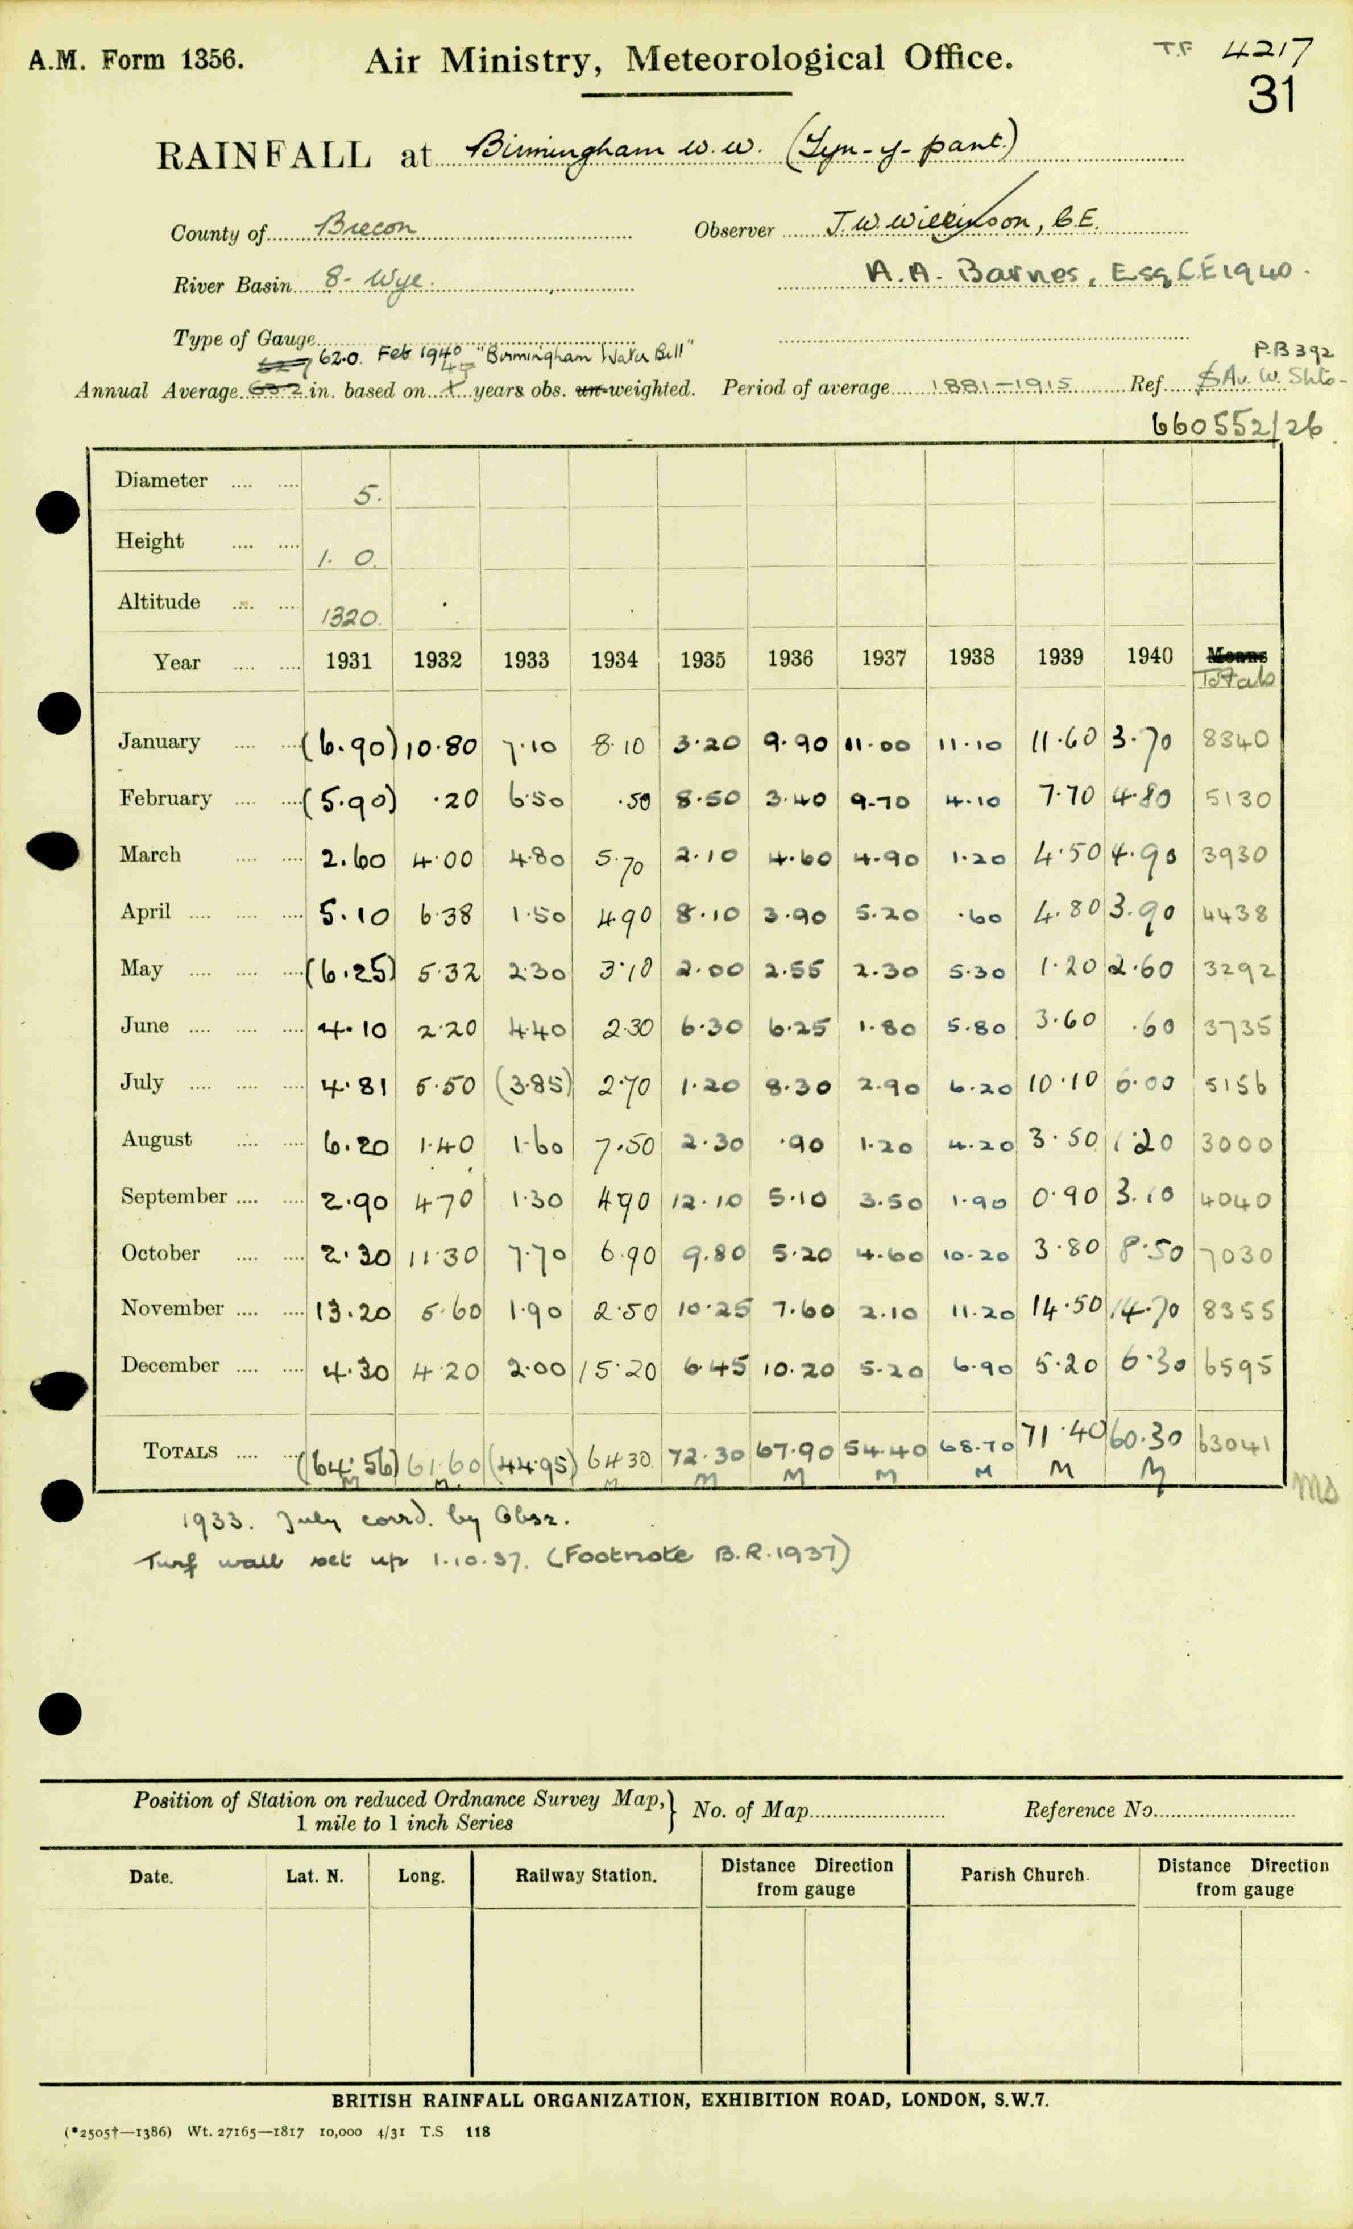 A.M. Form 1356. Air Ministry, Meteorological Office. T.F 4217
31
RAINFALL at Birmingham W.W. (Tyn-y-pant)
County of Brecon Observer J.W. Wilkinson, C.E.
River Basin 8- Wye. A.A. Barnes, Esq C.E 1940.
Type of Gauge
620. Feb 1940 "Birmingham Water Bill" P.B 392
Annual Average in. based on years obs. un-weighted. Period of average 1881-1915 Ref. Av. W. Shts-
660552/26
Diameter 5.
Height 1. 0.
Altitude 1320.
Year 1931 1932 1933 1934 1935 1936 1937 1938 1939 1940 Means
Totals
January (6.90) 10.80 7.10 8.10 3.20 9.90 11.00 11.10 11.60 3.70 8340
February (5.90) .20 6.50 .50 8.50 3.40 9.70 4.10 7.70 4.80 5130
March 2.60 4.00 4.80 5.70 2.10 4.60 4.90 1.20 4.50 4.90 3930
April 5.10 6.38 1.50 4.90 8.10 3.90 5.20 .60 4.80 3.90 4438
May (6.25) 5.32 2.30 3.10 2.00 2.55 2.30 5.30 1.20 2.60 3292
June 4.10 2.20 4.40 2.30 6.30 6.25 1.80 5.80 3.60 .60 3735
July 4.81 5.50 (3.85) 2.70 1.20 8.30 2.90 6.20 10.10 6.00 5156
August 6.20 1.40 1.60 7.50 2.30 .90 1.20 4.20 3.50 1.20 3000
September 2.90 4.70 1.30 4.90 12.10 5.10 3.50 1.90 0.90 3.10 4040
October 2.30 11.30 7.70 6.90 9.80 5.20 4.60 10.20 3.80 8.50 7030
November 13.20 5.60 1.90 2.50 10.25 7.60 2.10 11.20 14.50 14.70 8355
December 4.30 4.20 2.00 15.20 6.45 10.20 5.20 6.90 5.20 6.30 6595
TOTALS (64.56) 61.60 (44.95) 64.30 72.30 67.90 54.40 68.70 71.40 60.30 63041
M M M M M M M M M Ms
1933. July corrd. by Obsr.
Turf wall set up 1.10.37. (Footnote B.R. 1937)
Position of Station on reduced Ordnance Survey Map, 1 mile to 1 inch Series } No. of Map Reference No.
Date. Lat. N. Long. Railway Station. Distance Direction from gauge Parish Church. Distance Direction from gauge
BRITISH RAINFALL ORGANIZATION, EXHIBITION ROAD, LONDON, S.W.7.
(*2505†—1386) Wt. 27165—1817 10,000 4/31 T.S 118